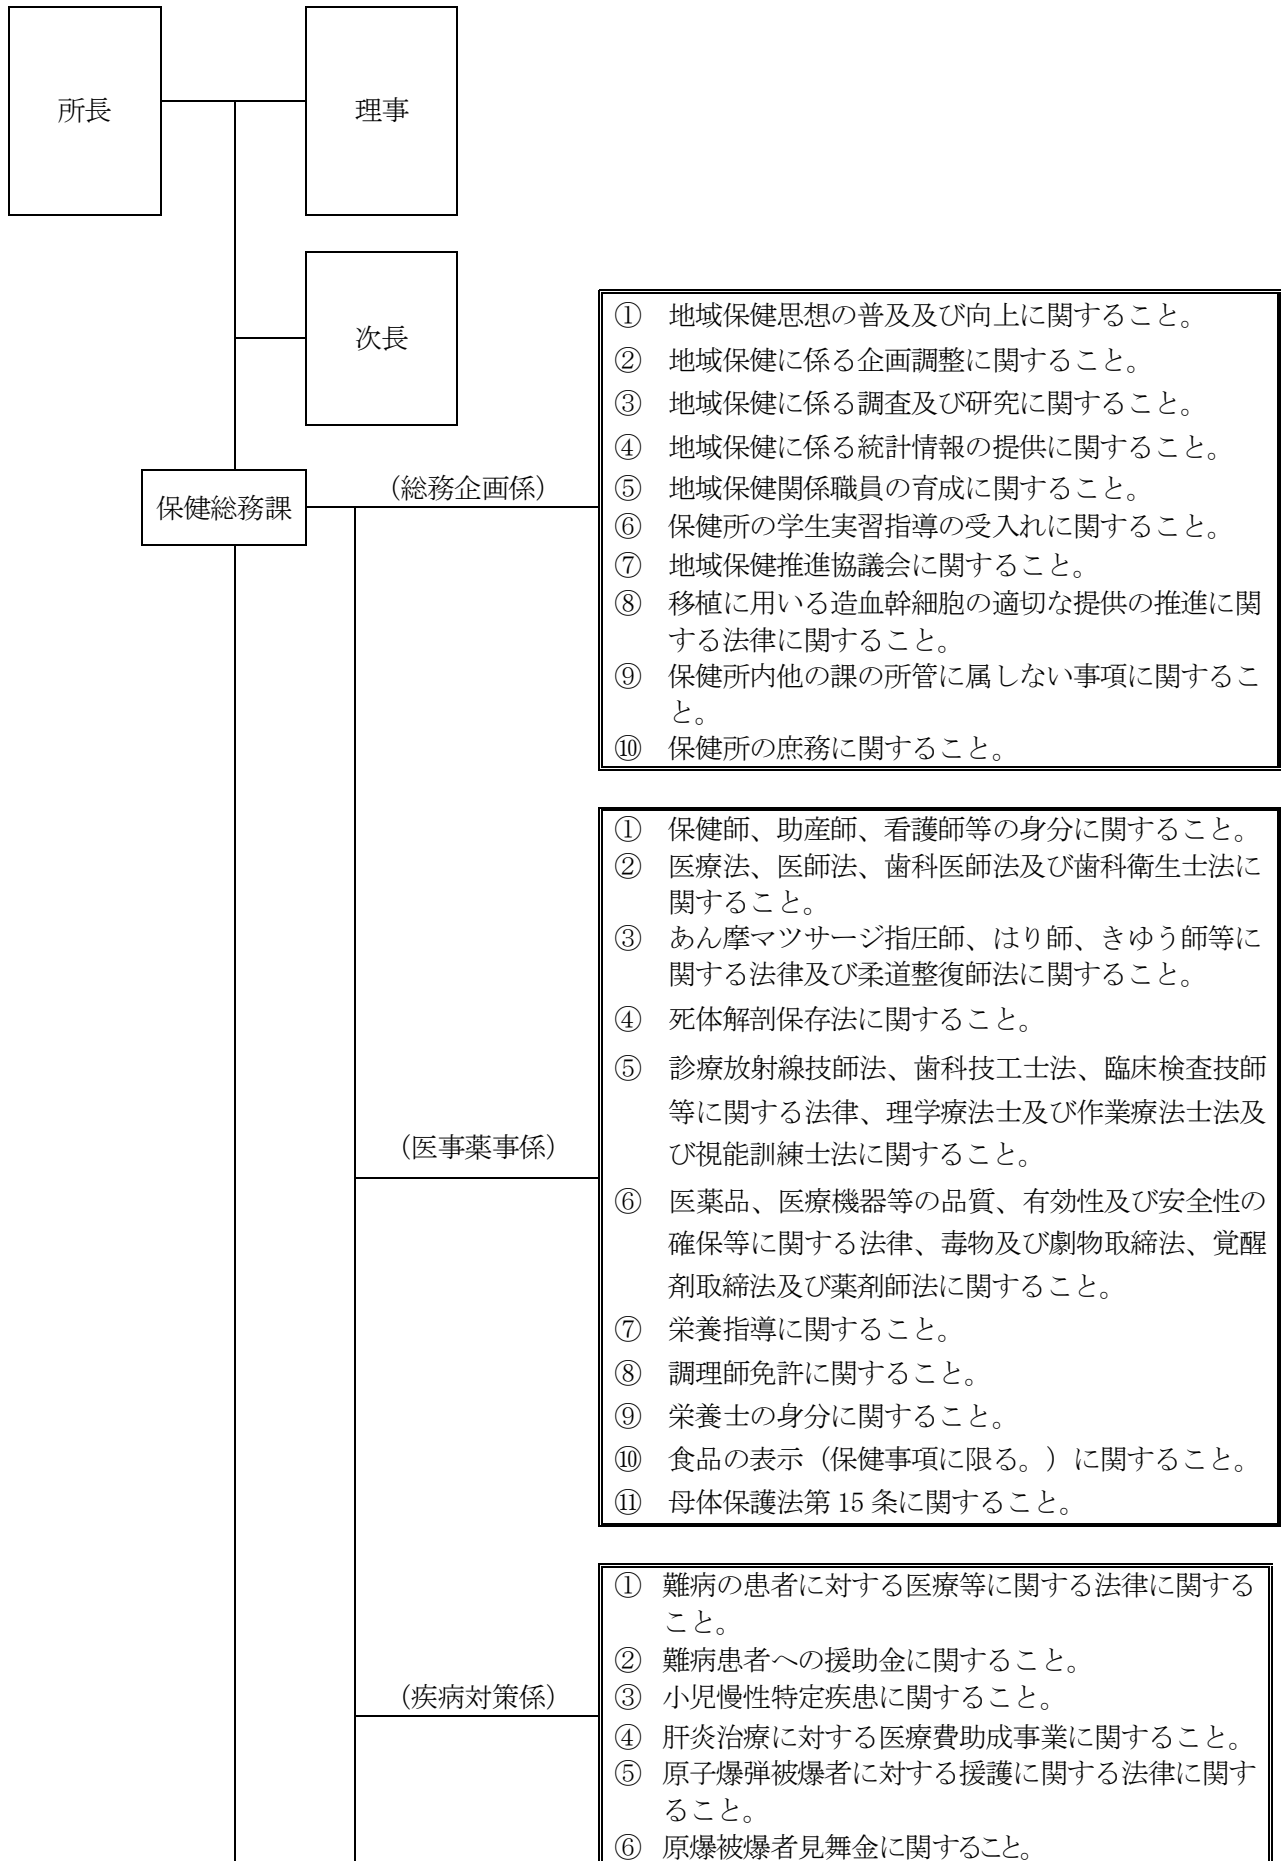 所長
理事
次長
保健総務課
（総務企画係）
① 地域保健思想の普及及び向上に関すること。
② 地域保健に係る企画調整に関すること。
③ 地域保健に係る調査及び研究に関すること。
④ 地域保健に係る統計情報の提供に関すること。
⑤ 地域保健関係職員の育成に関すること。
⑥ 保健所の学生実習指導の受入れに関すること。
⑦ 地域保健推進協議会に関すること。
⑧ 移植に用いる造血幹細胞の適切な提供の推進に関
する法律に関すること。
⑨ 保健所内他の課の所管に属しない事項に関するこ
と。
⑩ 保健所の庶務に関すること。
（医事薬事係）
① 保健師、助産師、看護師等の身分に関すること。
② 医療法、医師法、歯科医師法及び歯科衛生士法に
関すること。
③ あん摩マツサージ指圧師、はり師、きゆう師等に
関する法律及び柔道整復師法に関すること。
④ 死体解剖保存法に関すること。
⑤ 診療放射線技師法、歯科技工士法、臨床検査技師
等に関する法律、理学療法士及び作業療法士法及
び視能訓練士法に関すること。
⑥ 医薬品、医療機器等の品質、有効性及び安全性の
確保等に関する法律、毒物及び劇物取締法、覚醒
剤取締法及び薬剤師法に関すること。
⑦ 栄養指導に関すること。
⑧ 調理師免許に関すること。
⑨ 栄養士の身分に関すること。
⑩ 食品の表示（保健事項に限る。）に関すること。
⑪ 母体保護法第 15 条に関すること。
（疾病対策係）
① 難病の患者に対する医療等に関する法律に関する
こと。
② 難病患者への援助金に関すること。
③ 小児慢性特定疾患に関すること。
④ 肝炎治療に対する医療費助成事業に関すること。
⑤ 原子爆弾被爆者に対する援護に関する法律に関す
ること。
⑥ 原爆被爆者見舞金に関すること。